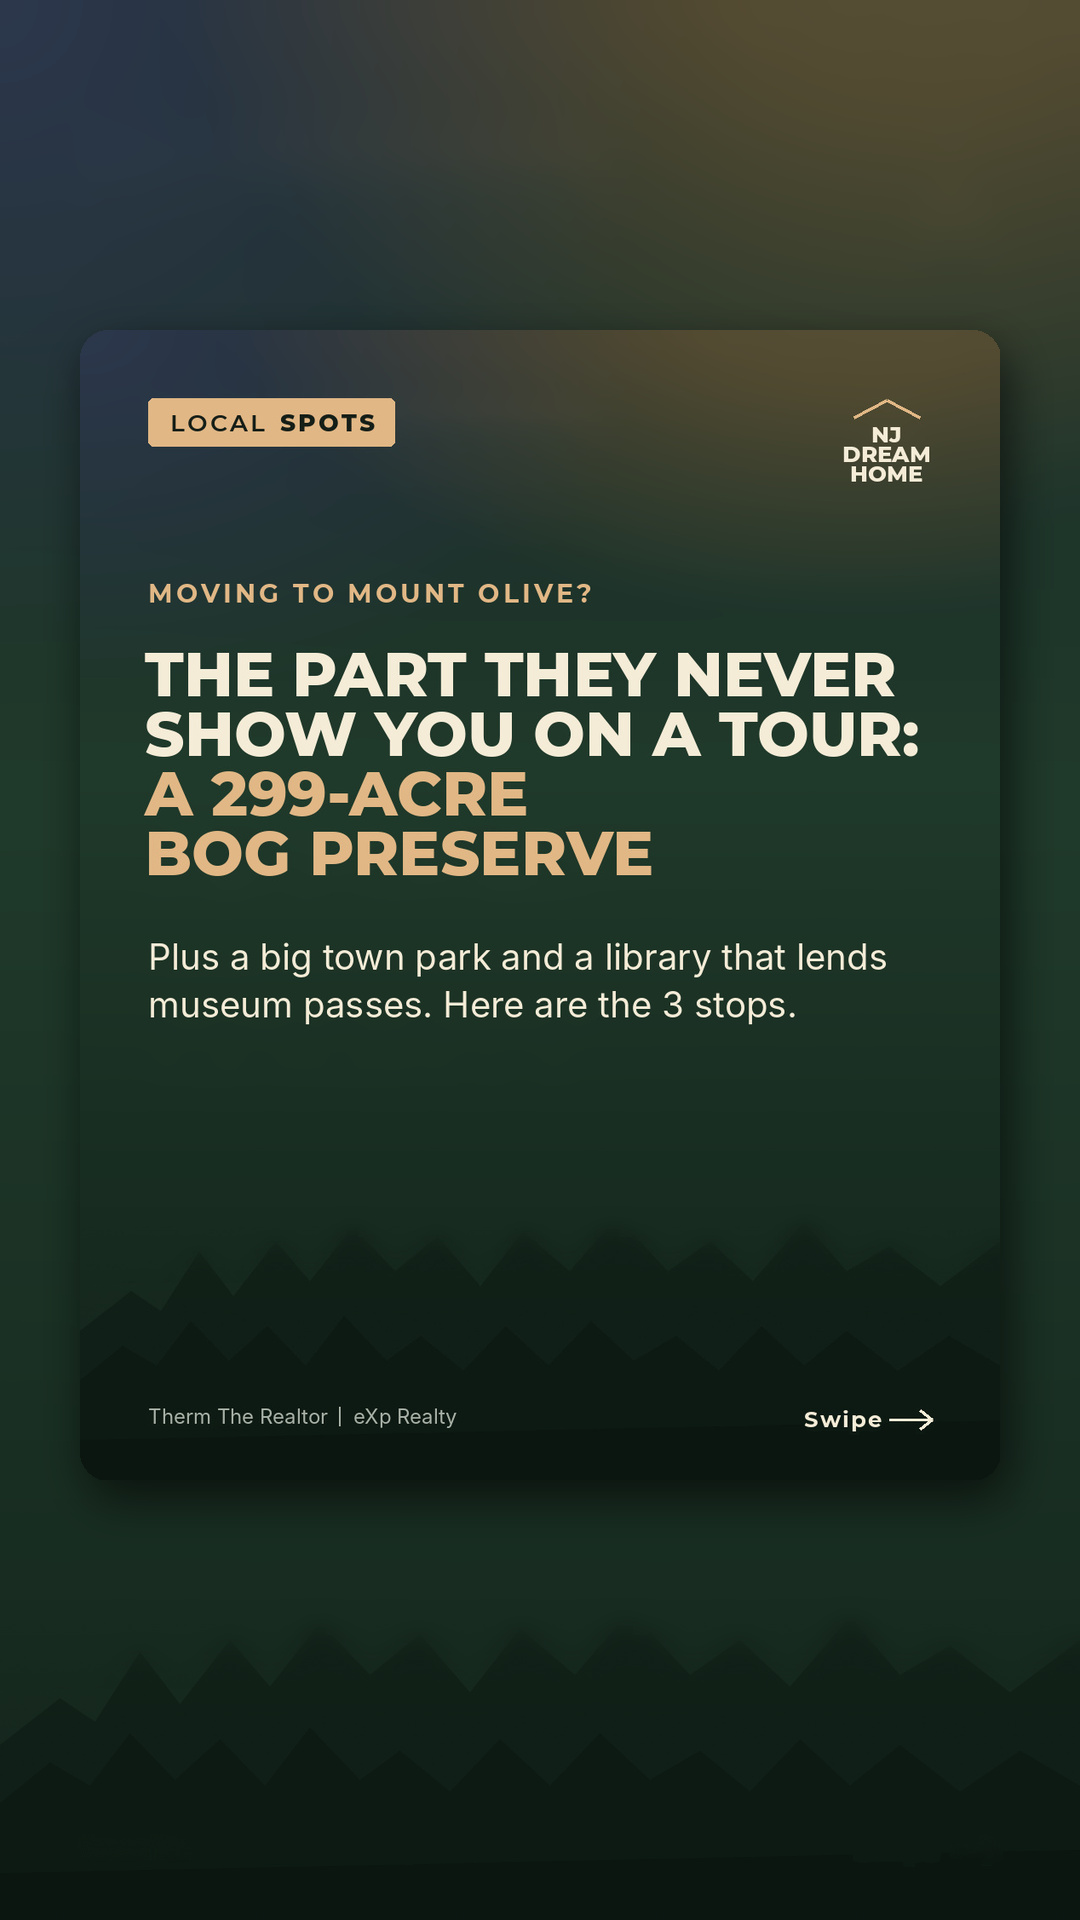 LOCAL SPOTS
NJ
DREAM
HOME
MOVING TO MOUNT OLIVE?
THE PART THEY NEVER
SHOW YOU ON A TOUR:
A 299-ACRE
BOG PRESERVE
Plus a big town park and a library that lends
museum passes. Here are the 3 stops.
Therm The Realtor | eXp Realty
Swipe